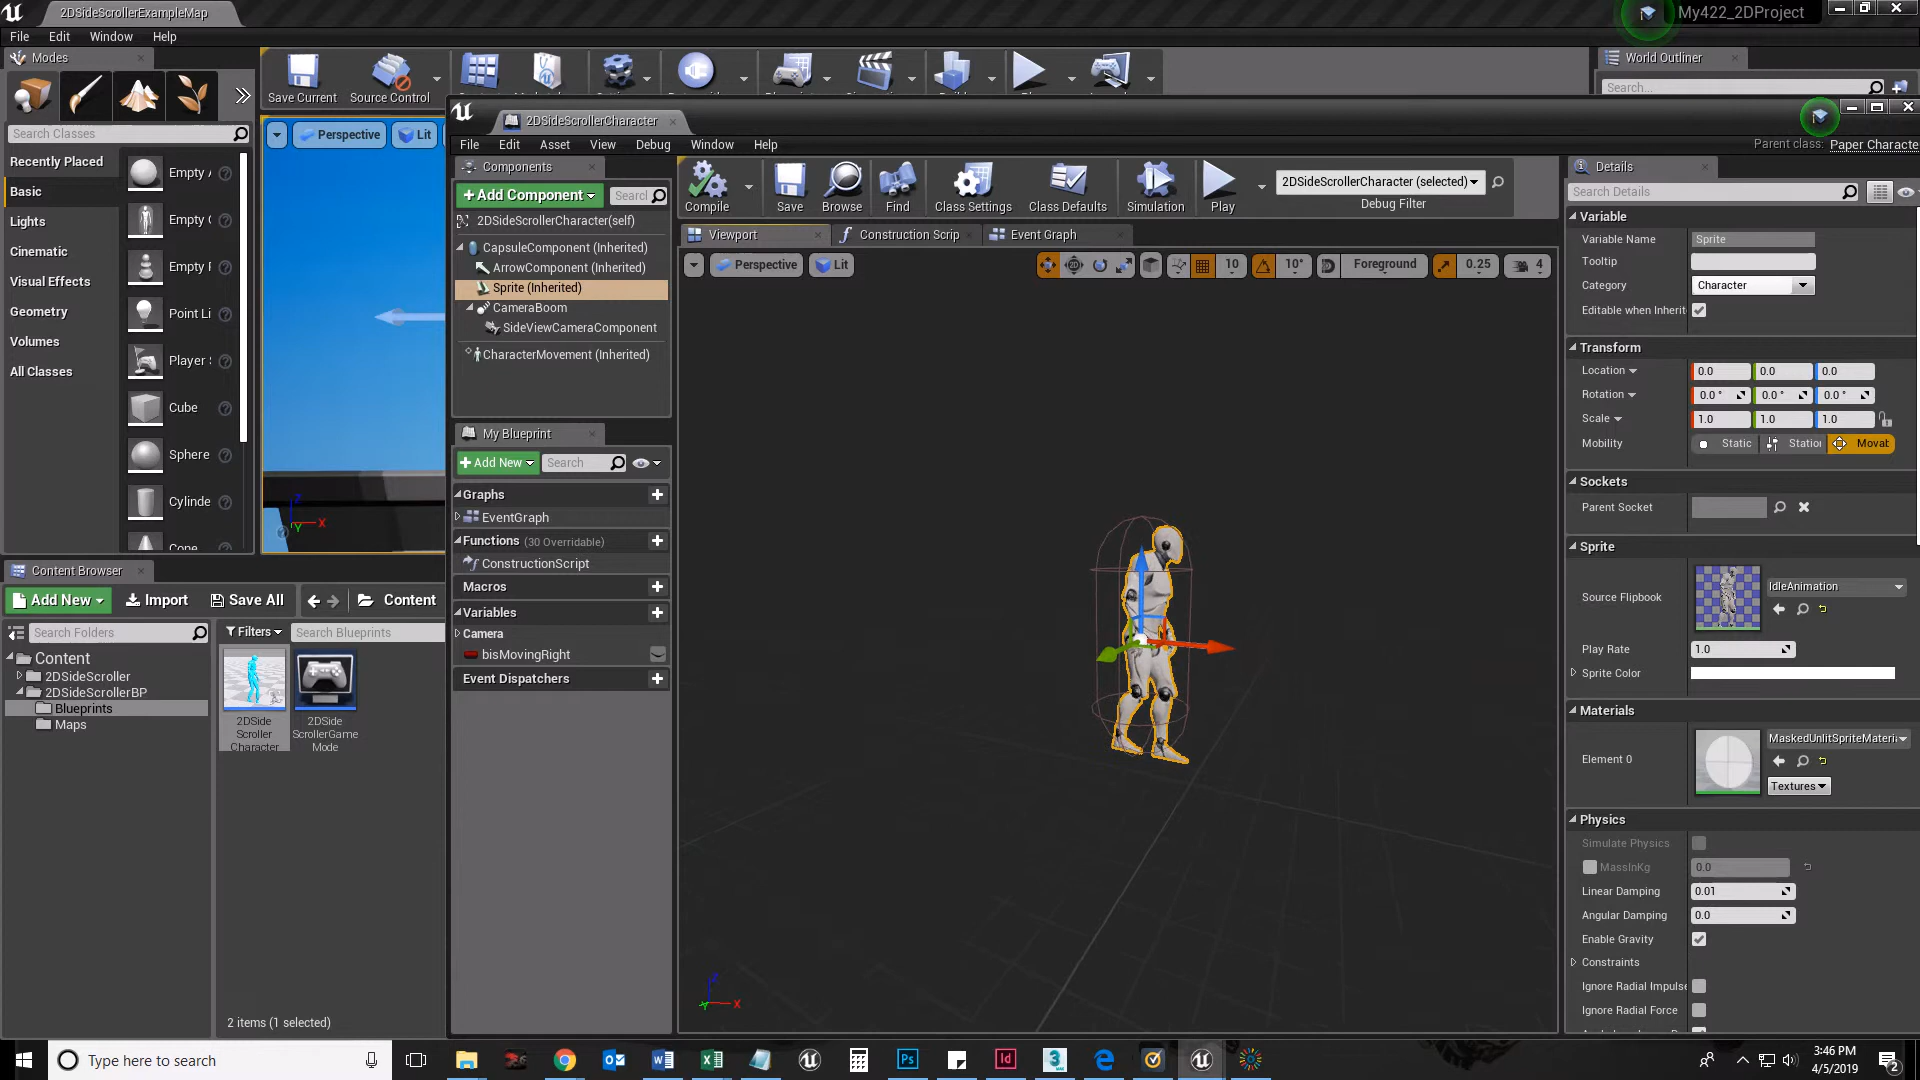 2DSideScrollerExampleMap
My422_2DProject
File Edit Window Help
Modes
World Outliner
Search...
Save Current
Source Control
Search Classes
Perspective
Lit
Recently Placed
Basic
Lights
Cinematic
Visual Effects
Geometry
Volumes
All Classes
Empty A
Empty C
Empty P
Point Li
Player S
Cube
Sphere
Cylinde
Cone
2DSideScrollerCharacter
File Edit Asset View Window Debug Window Help
Parent class: Paper Characte
Components
Add Component
Search
2DSideScrollerCharacter(self)
CapsuleComponent (Inherited)
ArrowComponent (Inherited)
Sprite (Inherited)
CameraBoom
SideViewCameraComponent
CharacterMovement (Inherited)
Compile
Save
Browse
Find
Class Settings
Class Defaults
Simulation
Play
2DSideScrollerCharacter (selected)
Debug Filter
Viewport
Construction Scrip
Event Graph
Perspective
Lit
10
10°
Foreground
0.25
4
My Blueprint
Add New
Search
Graphs
EventGraph
Functions (30 Overridable)
ConstructionScript
Macros
Variables
Camera
bisMovingRight
Event Dispatchers
Details
Search Details
Variable
Variable Name Sprite
Tooltip
Category Character
Editable when Inherit
Transform
Location 0.0 0.0 0.0
Rotation 0.0° 0.0° 0.0°
Scale 1.0 1.0 1.0
Mobility Static Station Movab
Sockets
Parent Socket
Sprite
Source Flipbook
IdleAnimation
Play Rate 1.0
Sprite Color
Materials
Element 0
MaskedUnlitSpriteMateria
Textures
Physics
Simulate Physics
MassInKg 0.0
Linear Damping 0.01
Angular Damping 0.0
Enable Gravity
Constraints
Ignore Radial Impulse
Ignore Radial Force
Content Browser
Add New
Import
Save All
Content
Search Folders
Filters
Search Blueprints
Content
2DSideScroller
2DSideScrollerBP
Blueprints
Maps
2DSide
Scroller
Character
2DSide
ScrollerGame
Mode
2 items (1 selected)
Z
X
Y
Z
X
Y
Type here to search
3:46 PM
4/5/2019
2